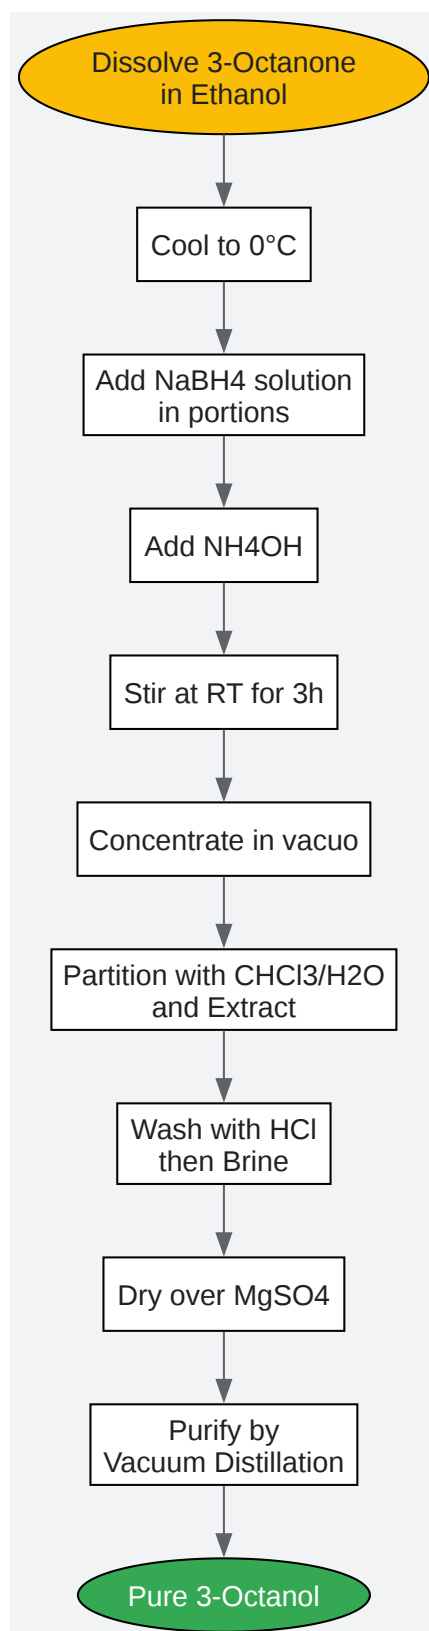 Dissolve 3-Octanone
in Ethanol
Cool to 0°C
Add NaBH4 solution
in portions
Add NH4OH
Stir at RT for 3h
Concentrate in vacuo
Partition with CHCl3/H2O
and Extract
Wash with HCl
then Brine
Dry over MgSO4
Purify by
Vacuum Distillation
Pure 3-Octanol